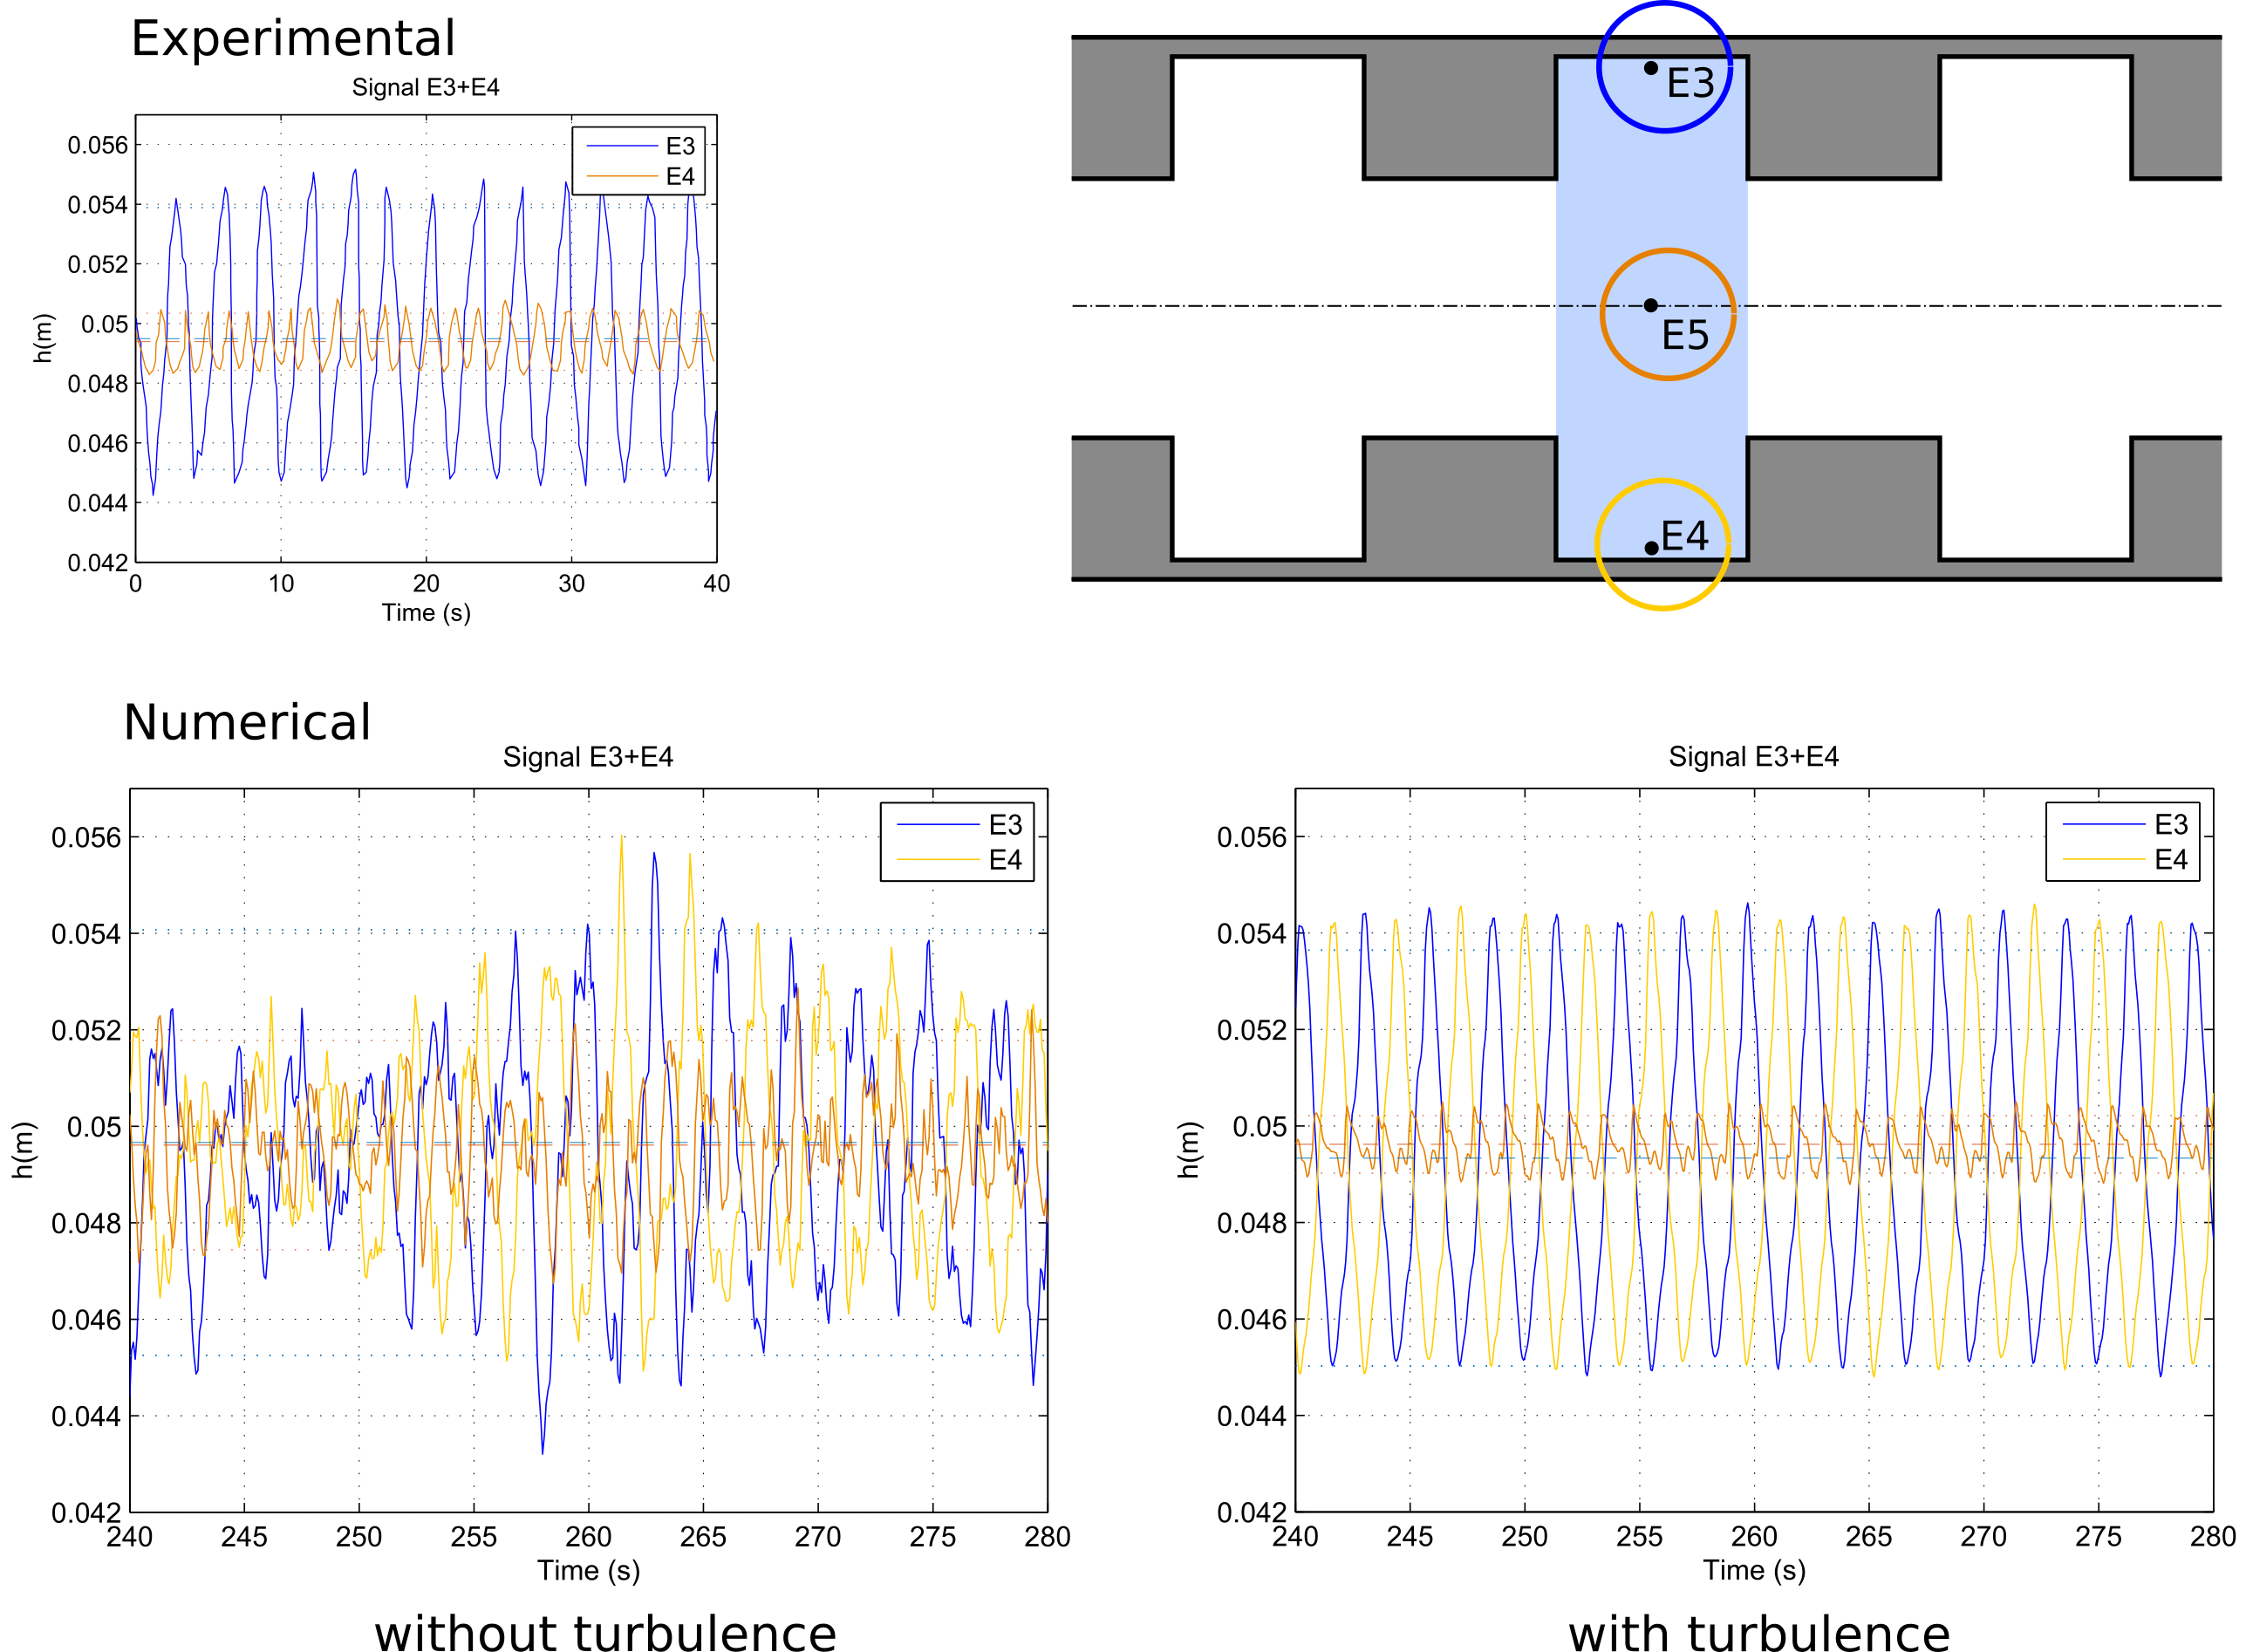 Experimental
Signal E3+E4
E3
E4
0.056
0.054
0.052
0.05
0.048
0.046
0.044
0.042
h(m)
0 10 20 30 40
Time (s)
E3
E5
E4
Numerical
Signal E3+E4
E3
E4
0.056
0.054
0.052
0.05
0.048
0.046
0.044
0.042
h(m)
240 245 250 255 260 265 270 275 280
Time (s)
without turbulence
Signal E3+E4
E3
E4
0.056
0.054
0.052
0.05
0.048
0.046
0.044
0.042
h(m)
240 245 250 255 260 265 270 275 280
Time (s)
with turbulence